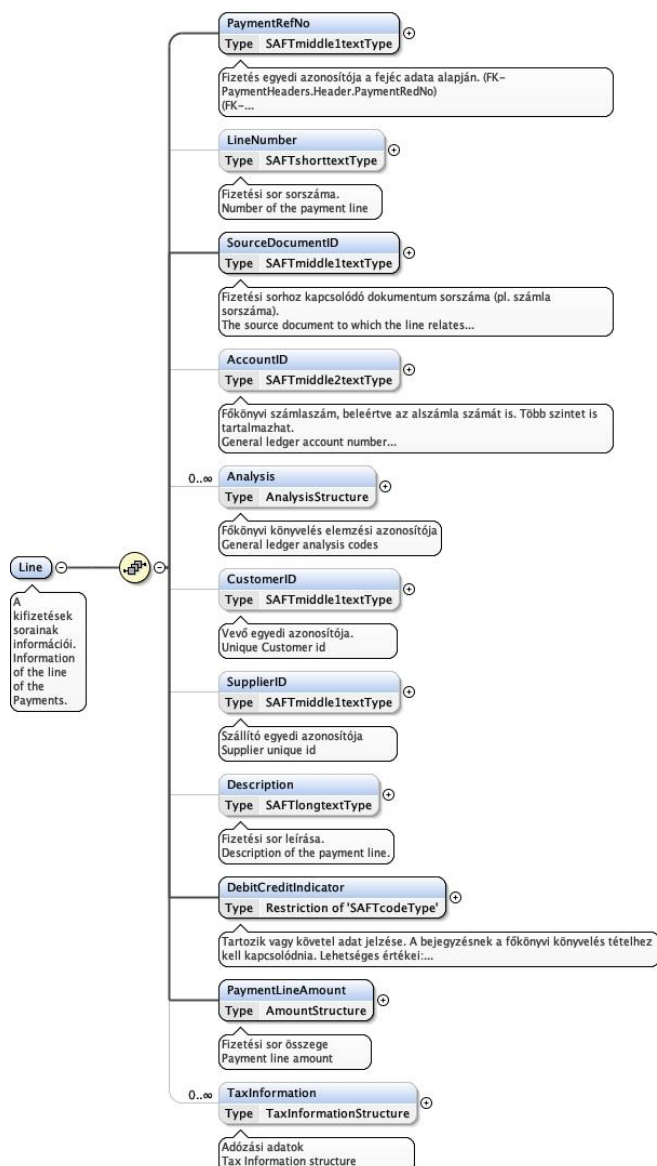 PaymentRefNo
Type SAFTmiddle1textType
Fizetés egyedi azonosítója a fejéc adata alapján. (FK-
PaymentHeaders.Header.PaymentRedNo)
(FK-...
LineNumber
Type SAFTshorttextType
Fizetési sor sorszáma.
Number of the payment line
SourceDocumentID
Type SAFTmiddle1textType
Fizetési sorhoz kapcsolódó dokumentum sorszáma (pl. számla
sorszáma).
The source document to which the line relates...
AccountID
Type SAFTmiddle2textType
Főkönyvi számlaszám, beleértve az alszámla számát is. Több szintet is
tartalmazhat.
General ledger account number...
0..∞
Analysis
Type AnalysisStructure
Főkönyvi könyvelés elemzési azonosítója
General ledger analysis codes
Line
A
kifizetések
sorainak
információi.
Information
of the line
of the
Payments.
CustomerID
Type SAFTmiddle1textType
Vevő egyedi azonosítója.
Unique Customer id
SupplierID
Type SAFTmiddle1textType
Szállító egyedi azonosítója
Supplier unique id
Description
Type SAFTlongtextType
Fizetési sor leírása.
Description of the payment line.
DebitCreditIndicator
Type Restriction of 'SAFTcodeType'
Tartozik vagy követel adat jelzése. A bejegyzésnek a főkönyvi könyvelés tételhez
kell kapcsolódnia. Lehetséges értékei:...
PaymentLineAmount
Type AmountStructure
Fizetési sor összege
Payment line amount
0..∞
TaxInformation
Type TaxInformationStructure
Adózási adatok
Tax Information structure